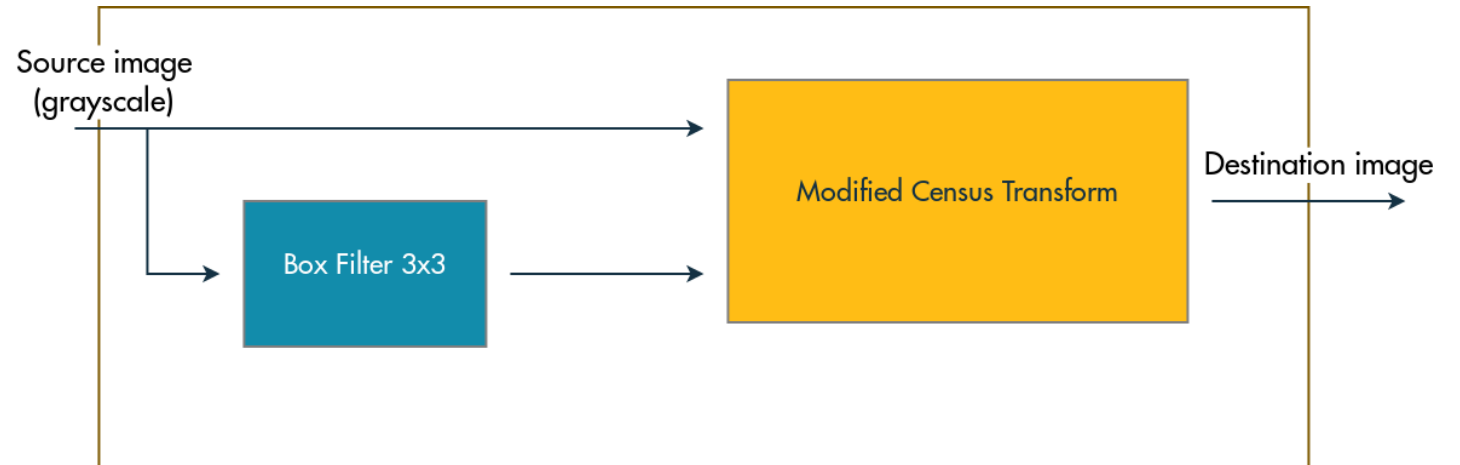 Source image
(grayscale)
Modified Census Transform
Destination image
Box Filter 3x3